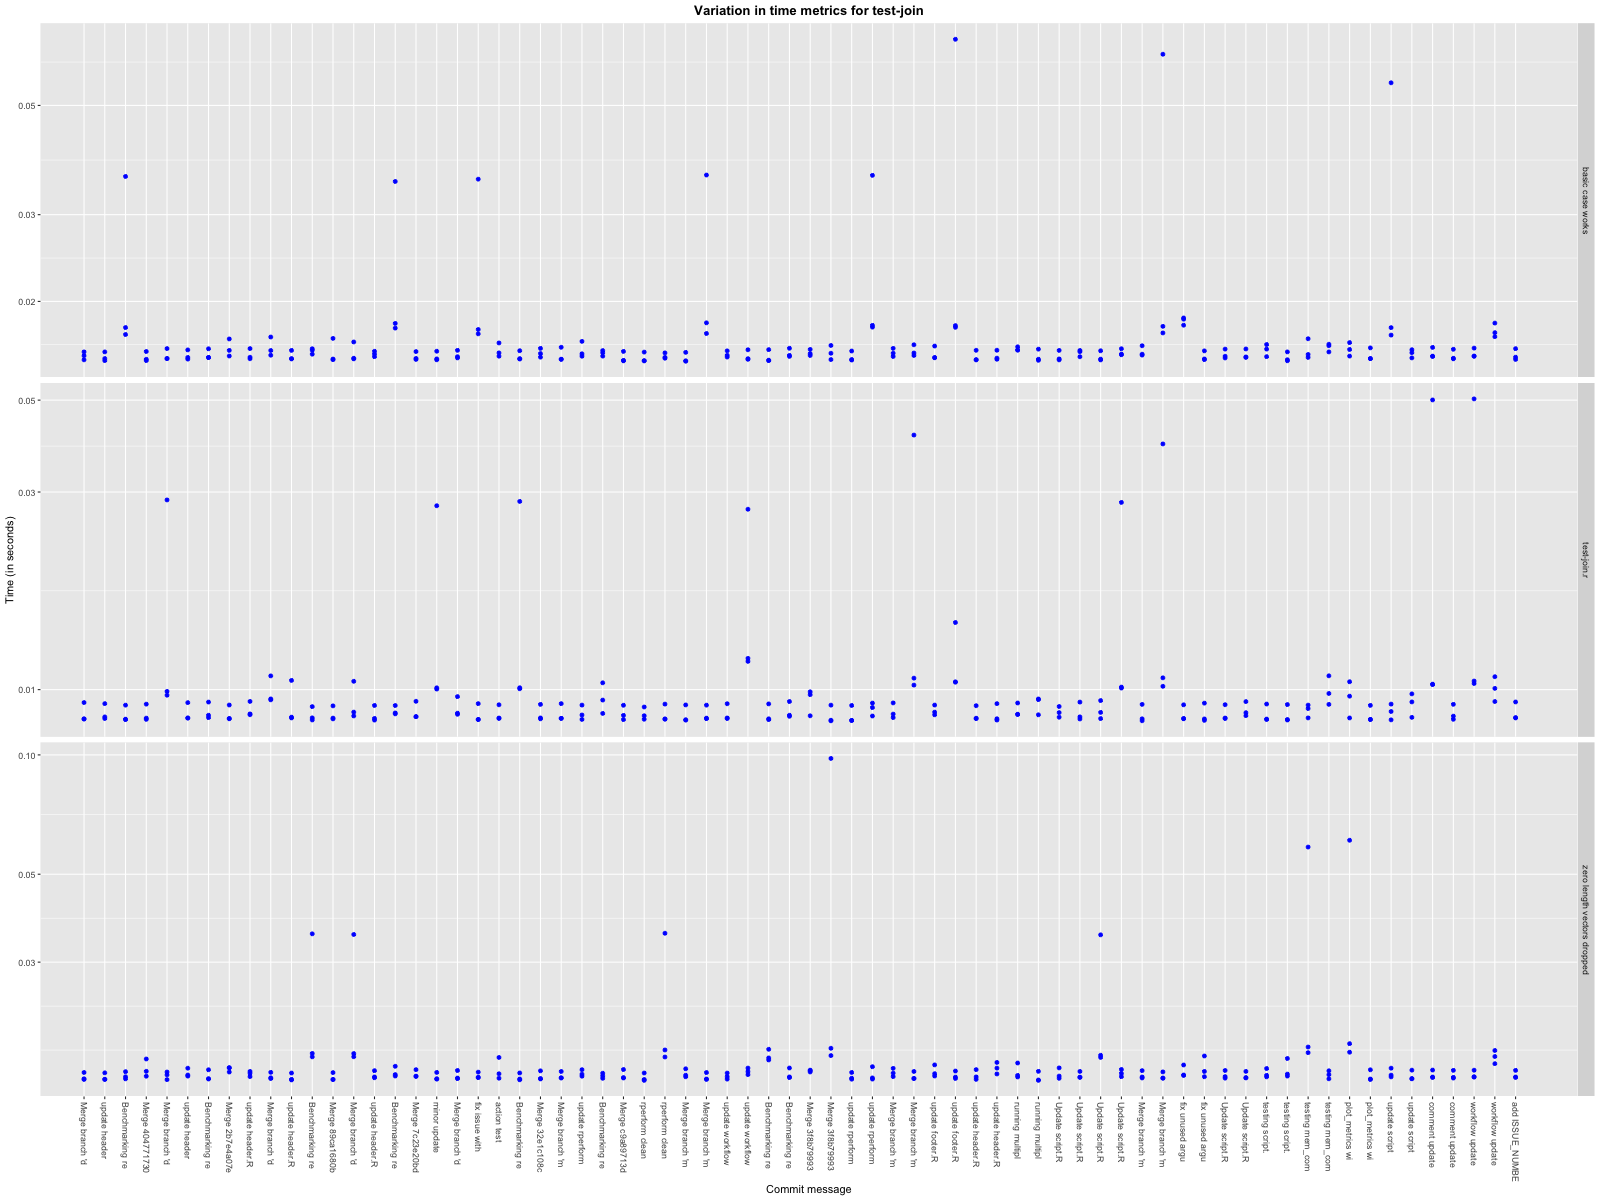 Variation in time metrics for test-join
0.05
0.03
0.02
basic case works
0.05
0.03
0.01
test-join.r
0.10
0.05
0.03
zero length vectors dropped
Time (in seconds)
Merge branch 'd
update header
Benchmarking re
Merge 404771730
Merge branch 'd
update header
Benchmarking re
Merge 2b7e4a07e
update header.R
Merge branch 'd
update header.R
Benchmarking re
Merge 89ca1680b
Merge branch 'd
update header.R
Benchmarking re
Merge 7c23e20bd
minor update
Merge branch 'd
fix issue with
action test
Benchmarking re
Merge 32e1c108c
Merge branch 'm
update rperform
Benchmarking re
Merge c9a89713d
rperform clean
rperform clean
Merge branch 'm
Merge branch 'm
update workflow
update workflow
Benchmarking re
Benchmarking re
Merge 3f8b79993
Merge 3f8b79993
update rperform
update rperform
Merge branch 'm
Merge branch 'm
update footer.R
update footer.R
update header.R
update header.R
running multipl
running multipl
Update script.R
Update script.R
Update script.R
Update script.R
Merge branch 'm
Merge branch 'm
fix unused argu
fix unused argu
Update script.R
Update script.R
testing script.
testing script.
testing mem_com
testing mem_com
plot_metrics wi
plot_metrics wi
update script
update script
comment update
comment update
workflow update
workflow update
add ISSUE_NUMBE
Commit message